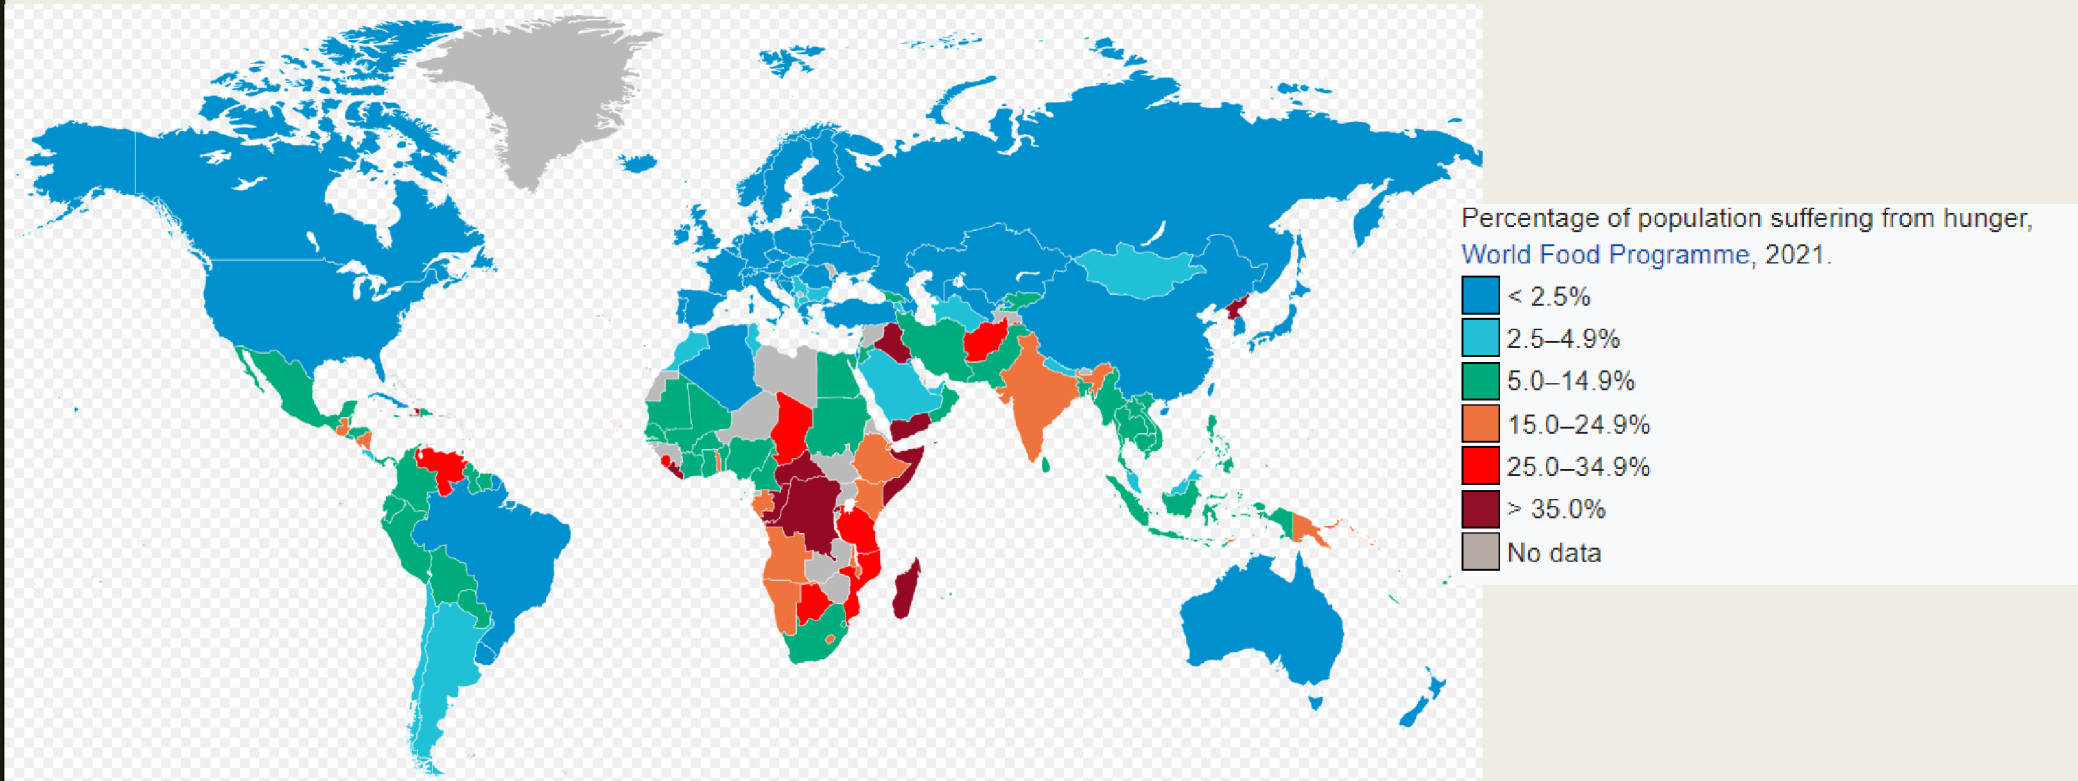 Percentage of population suffering from hunger,
World Food Programme, 2021.
< 2.5%
2.5–4.9%
5.0–14.9%
15.0–24.9%
25.0–34.9%
> 35.0%
No data